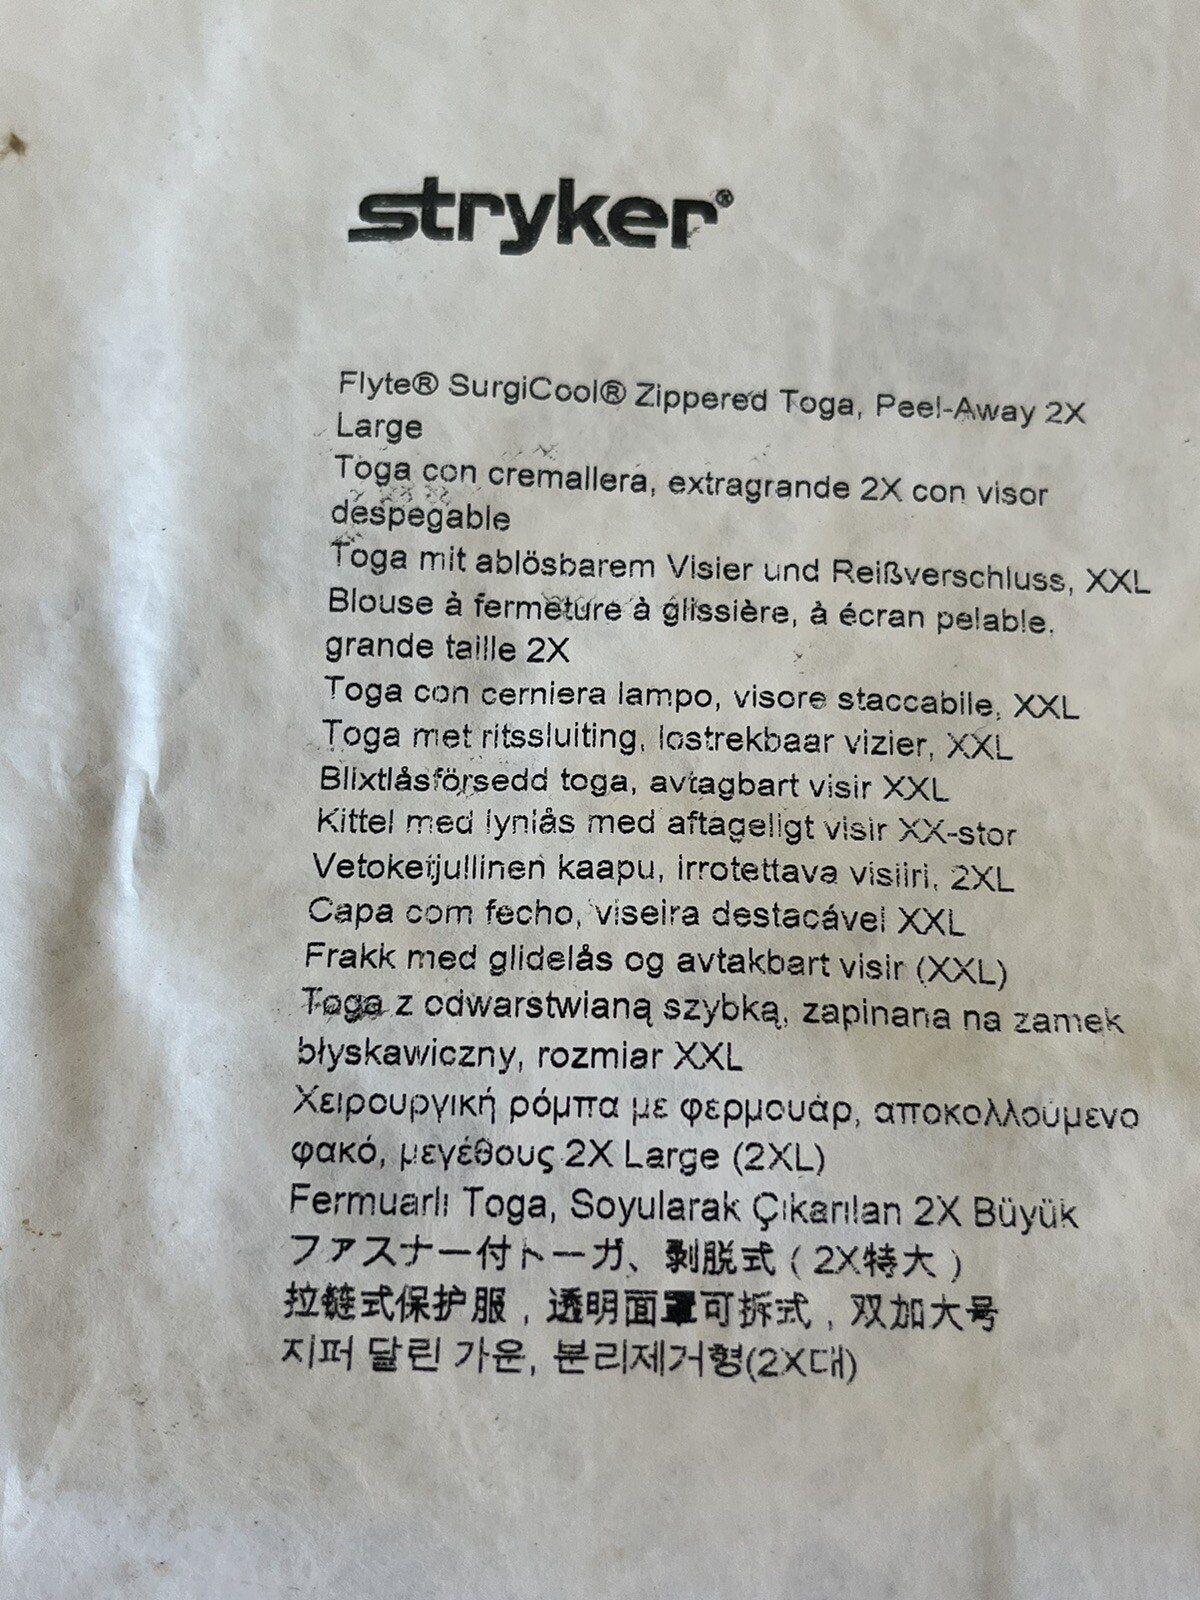 stryker®
Flyte® SurgiCool® Zippered Toga, Peel-Away 2X
Large
Toga con cremallera, extragrande 2X con visor
despegable
Toga mit ablösbarem Visier und Reißverschluss, XXL
Blouse à fermeture à glissière, à écran pelable,
grande taille 2X
Toga con cerniera lampo, visore staccabile, XXL
Toga met ritssluiting, lostrekbaar vizier, XXL
Blixtlåsförsedd toga, avtagbart visir XXL
Kittel med lynlås med aftageligt visir XX-stor
Vetoketjullinen kaapu, irrotettava visiiri, 2XL
Capa com fecho, viseira destacável XXL
Frakk med glidelås og avtakbart visir (XXL)
Toga z odwarstwianą szybką, zapinana na zamek
błyskawiczny, rozmiar XXL
Χειρουργική ρόμπα με φερμουάρ, αποκολλούμενο
φακό, μεγέθους 2X Large (2XL)
Fermuarlı Toga, Soyularak Çıkarılan 2X Büyük
ファスナー付トーガ、剥脱式（2X特大）
拉链式保护服，透明面罩可拆式，双加大号
지퍼 달린 가운, 분리제거형(2X대)